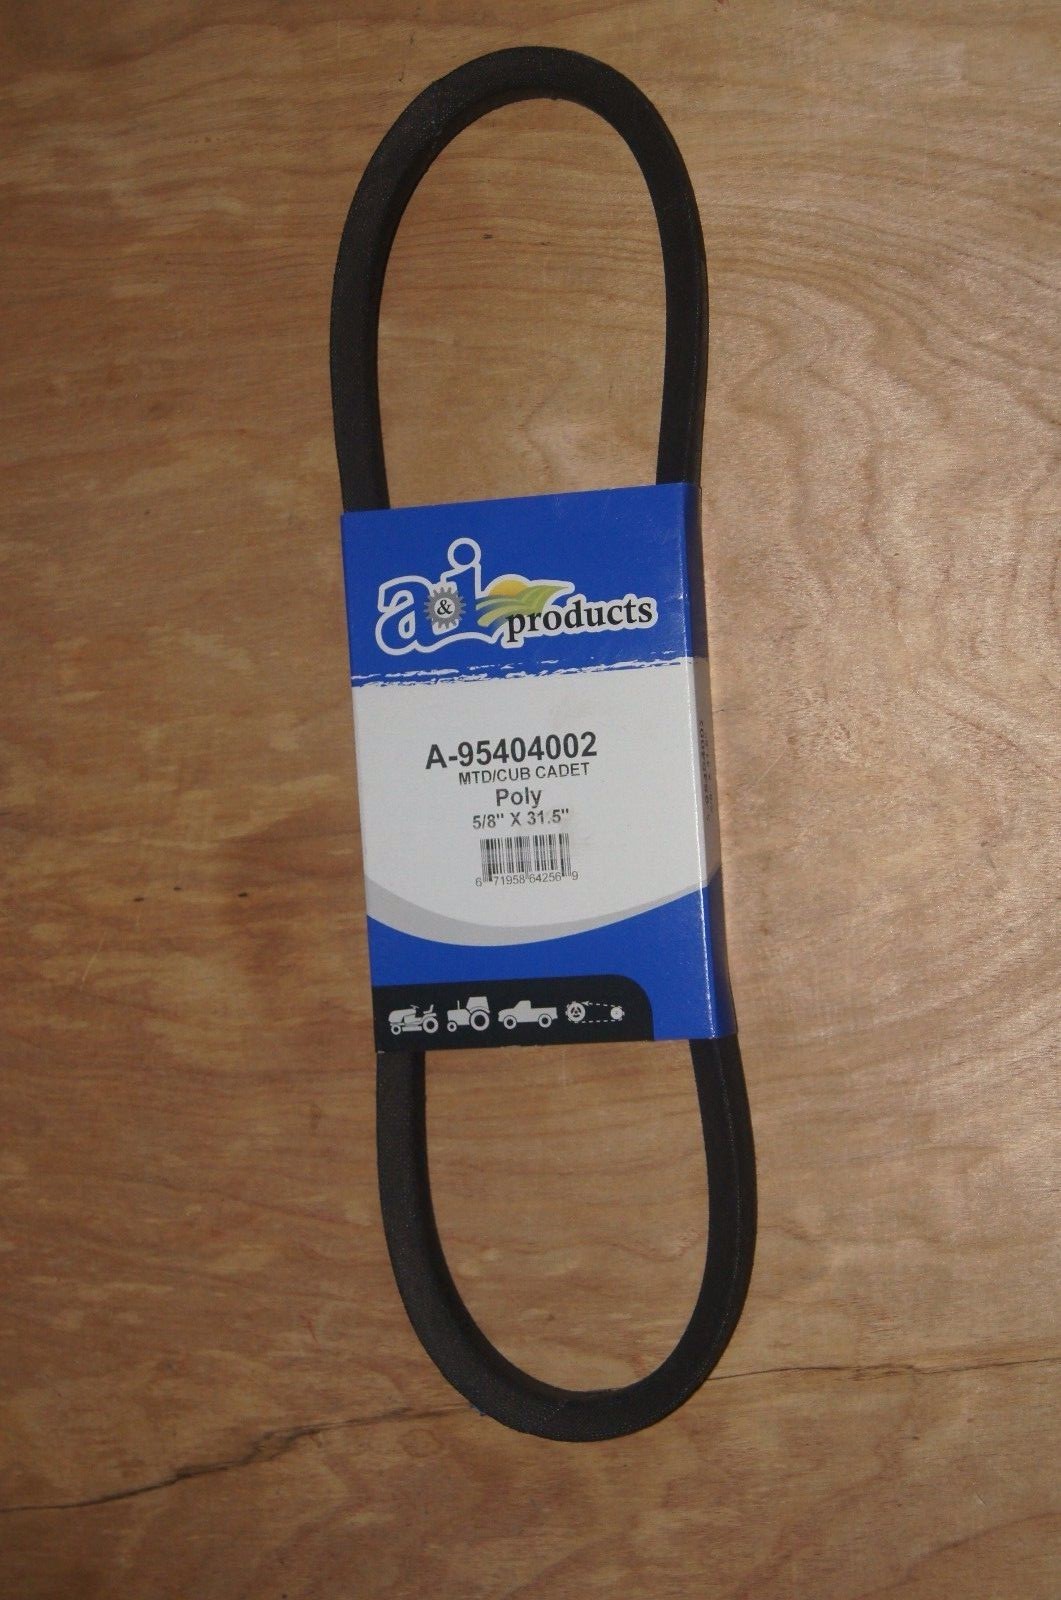 a&i products
A-95404002
MTD/CUB CADET
Poly
5/8" X 31.5"
6 71958 64256 9